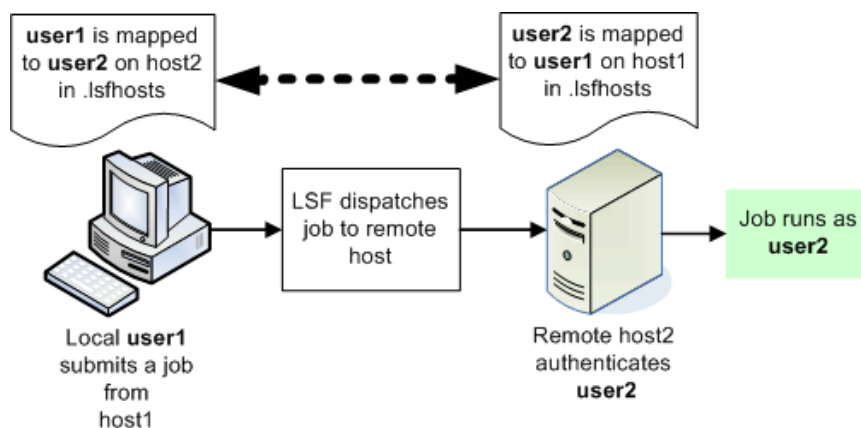 user1 is mapped
to user2 on host2
in .lsfhosts
user2 is mapped
to user1 on host1
in .lsfhosts
LSF dispatches
job to remote
host
Job runs as
user2
Local user1
submits a job
from
host1
Remote host2
authenticates
user2